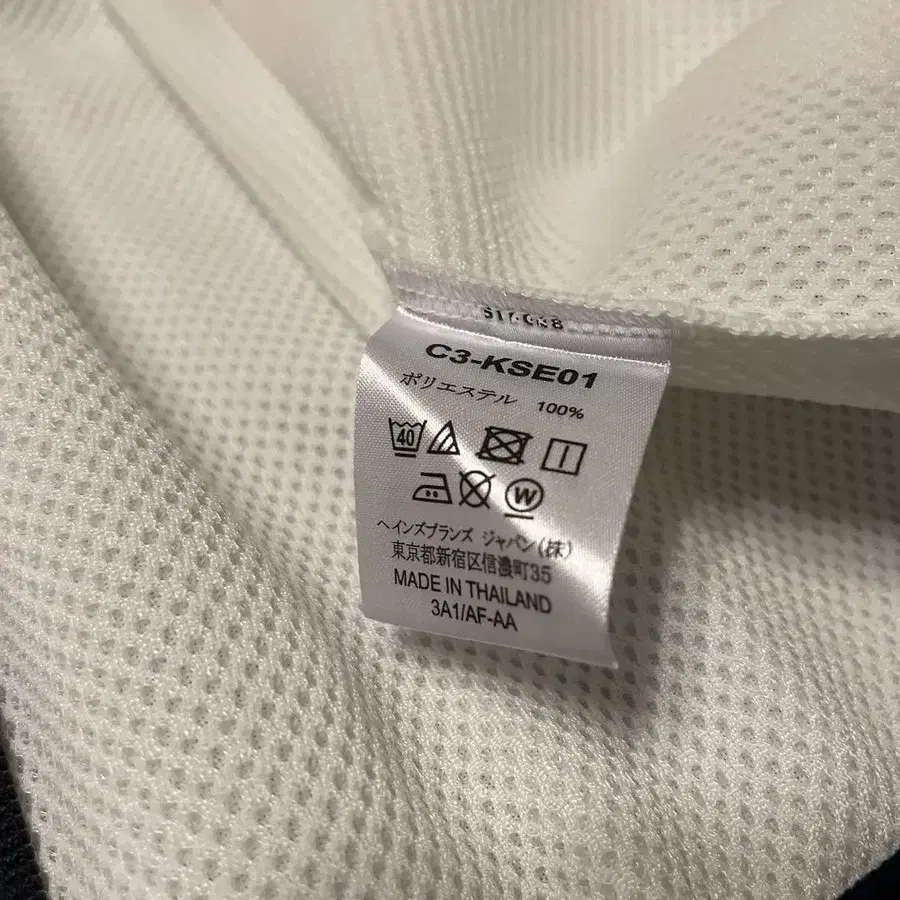 C3-KSE01
ポリエステル 100%
40
W
ヘインズブランズ ジャパン(株)
東京都新宿区信濃町35
MADE IN THAILAND
3A1/AF-AA